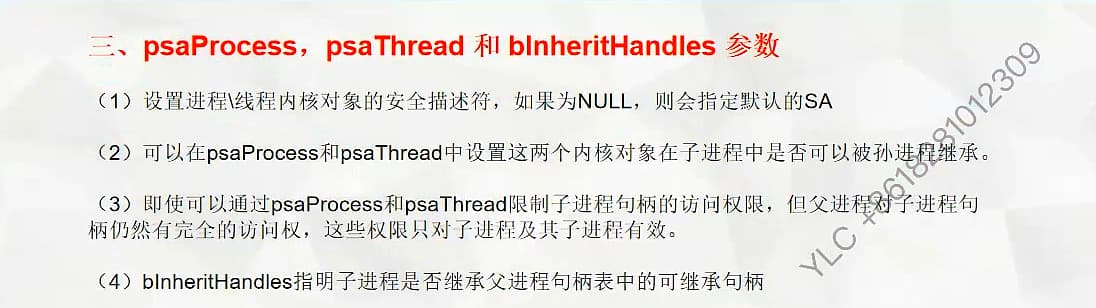 三、psaProcess，psaThread 和 bInheritHandles 参数
（1）设置进程\线程内核对象的安全描述符，如果为NULL，则会指定默认的SA
（2）可以在psaProcess和psaThread中设置这两个内核对象在子进程中是否可以被孙进程继承。
（3）即使可以通过psaProcess和psaThread限制子进程句柄的访问权限，但父进程对子进程句
柄仍然有完全的访问权，这些权限只对子进程及其子进程有效。
（4）bInheritHandles指明子进程是否继承父进程句柄表中的可继承句柄
YLC +8618281012309